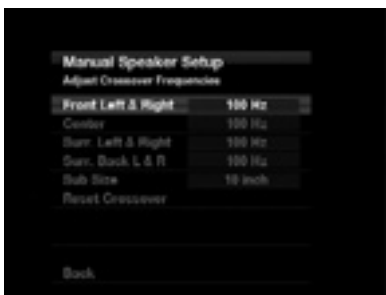 Manual Speaker Setup
Adjust Crossover Frequencies
Front Left & Right 100 Hz
Center 100 Hz
Surr. Left & Right 100 Hz
Surr. Back L & R 100 Hz
Sub Size 10 inch
Reset Crossover
Back